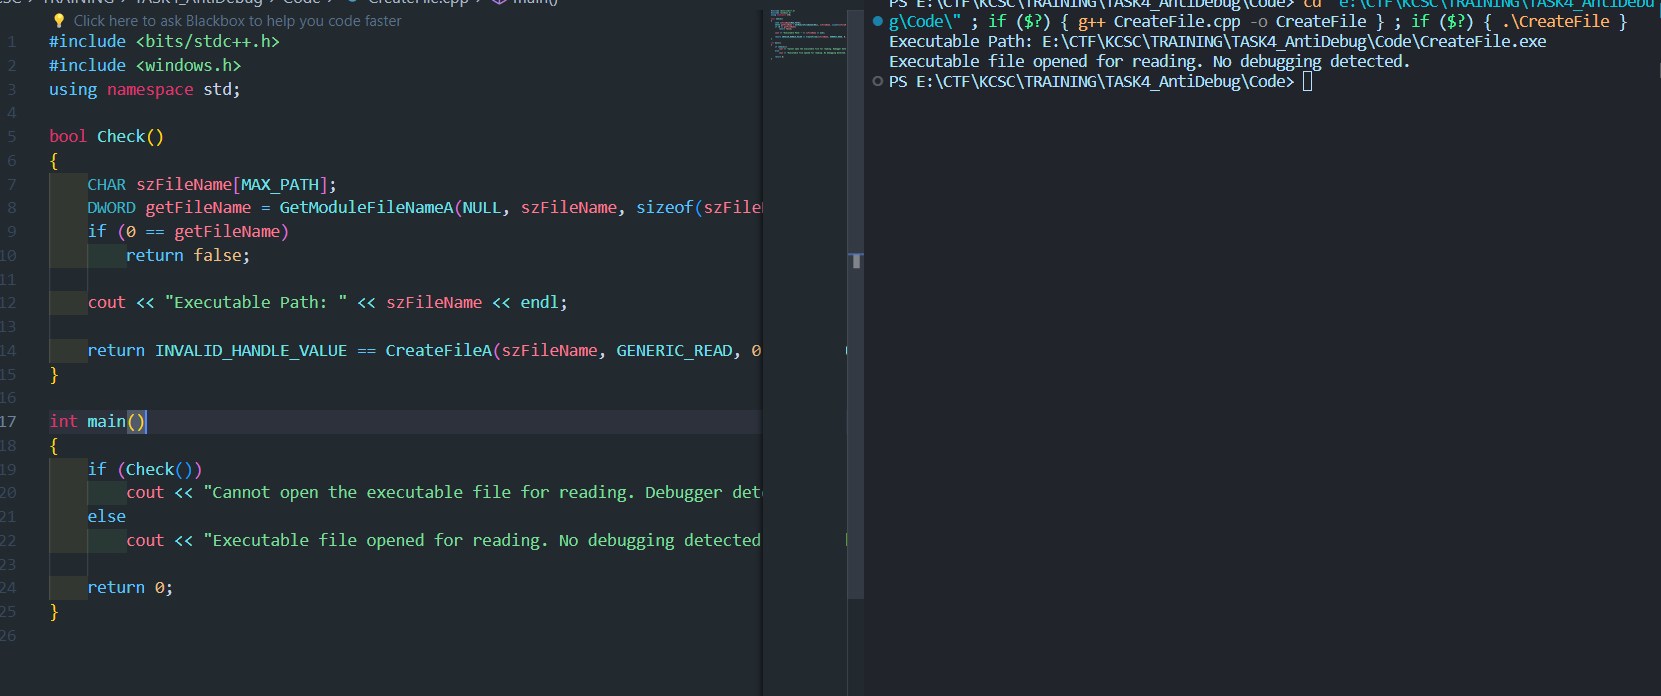 TRAINING > TASK4_AntiDebug > Code > CreateFile.cpp > main()
Click here to ask Blackbox to help you code faster
1 #include <bits/stdc++.h>
2 #include <windows.h>
3 using namespace std;
4
5 bool Check()
6 {
7 CHAR szFileName[MAX_PATH];
8 DWORD getFileName = GetModuleFileNameA(NULL, szFileName, sizeof(szFileN
9 if (0 == getFileName)
10 return false;
11
12 cout << "Executable Path: " << szFileName << endl;
13
14 return INVALID_HANDLE_VALUE == CreateFileA(szFileName, GENERIC_READ, 0
15 }
16
17 int main()
18 {
19 if (Check())
20 cout << "Cannot open the executable file for reading. Debugger det
21 else
22 cout << "Executable file opened for reading. No debugging detected
23
24 return 0;
25 }
26
PS E:\CTF\KCSC\TRAINING\TASK4_AntiDebug\Code> cd "e:\CTF\KCSC\TRAINING\TASK4_AntiDebu
g\Code\" ; if ($?) { g++ CreateFile.cpp -o CreateFile } ; if ($?) { .\CreateFile }
Executable Path: E:\CTF\KCSC\TRAINING\TASK4_AntiDebug\Code\CreateFile.exe
Executable file opened for reading. No debugging detected.
PS E:\CTF\KCSC\TRAINING\TASK4_AntiDebug\Code>